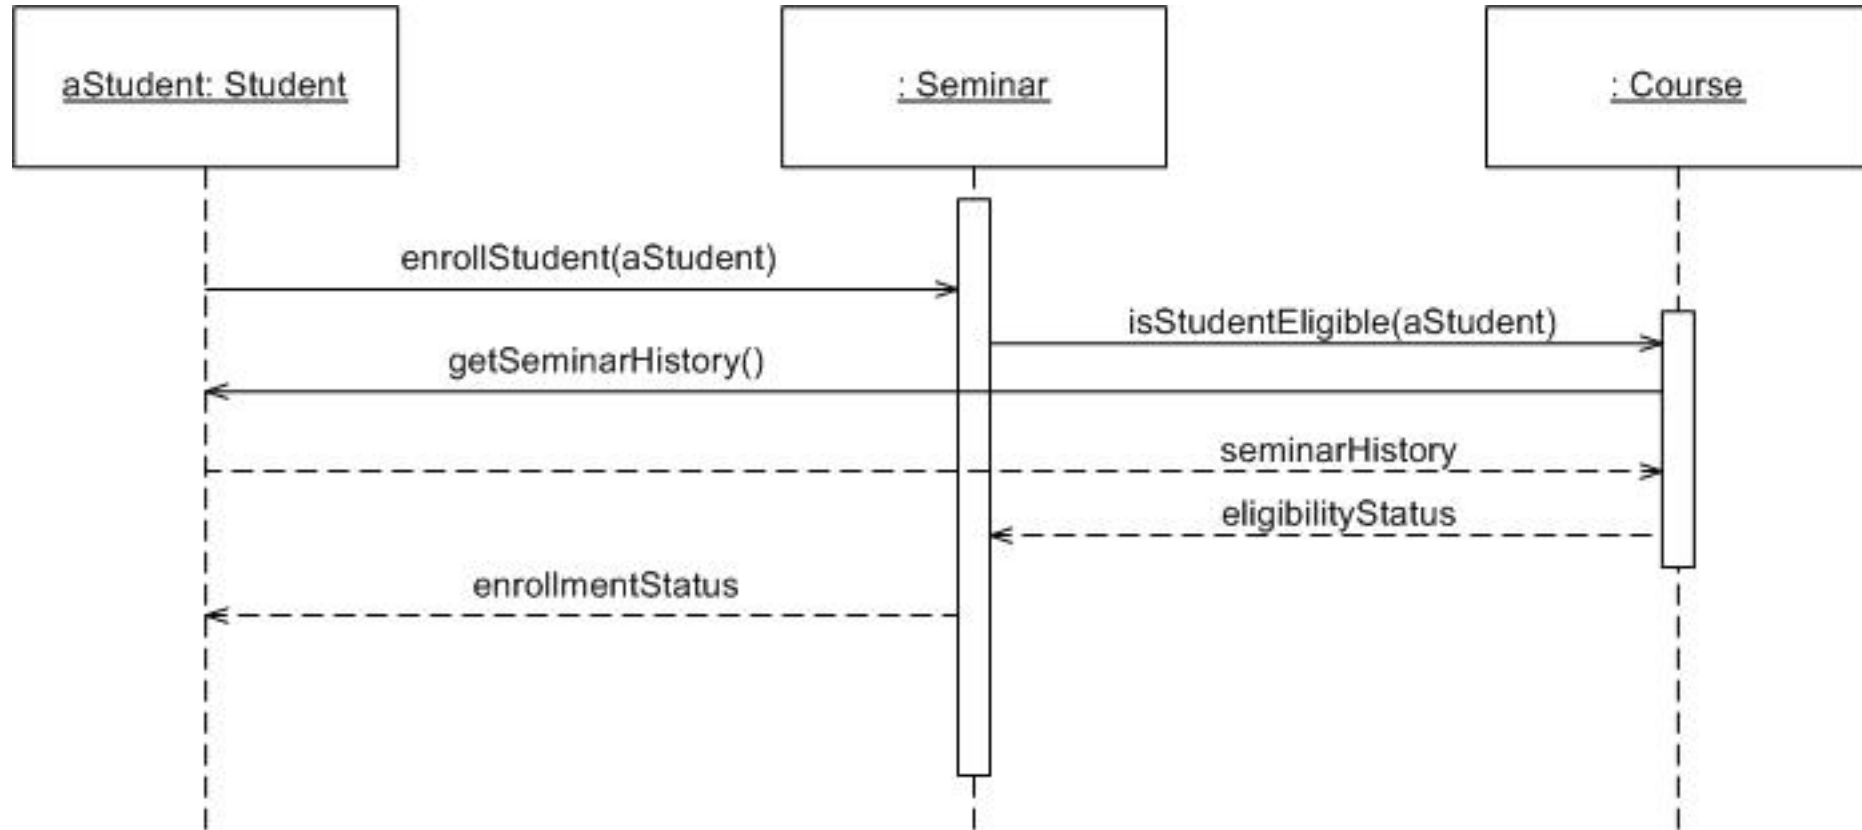 aStudent: Student
: Seminar
: Course
enrollStudent(aStudent)
isStudentEligible(aStudent)
getSeminarHistory()
seminarHistory
eligibilityStatus
enrollmentStatus